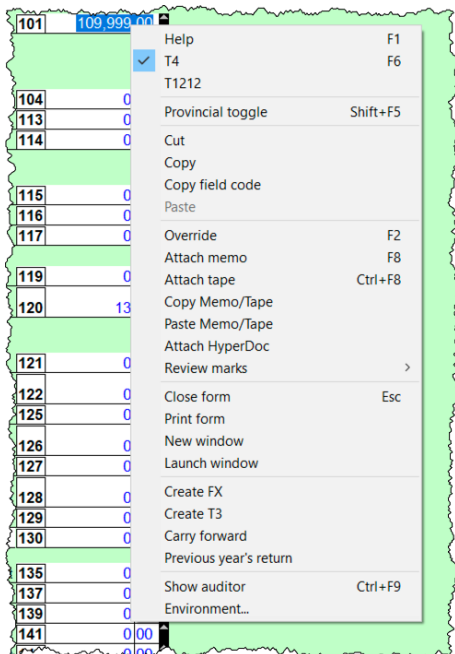 101 109,999 00
Help F1
T4 F6
T1212
104 0
Provincial toggle Shift+F5
113 0
114 0
Cut
Copy
Copy field code
115 0
Paste
116 0
117 0
Override F2
Attach memo F8
119 0
Attach tape Ctrl+F8
Copy Memo/Tape
120 13
Paste Memo/Tape
Attach HyperDoc
121 0
Review marks
122 0
Close form Esc
125 0
Print form
126 0
New window
127 0
Launch window
128 0
Create FX
129 0
Create T3
130 0
Carry forward
Previous year's return
135 0
137 0
Show auditor Ctrl+F9
139 0
Environment...
141 0 00